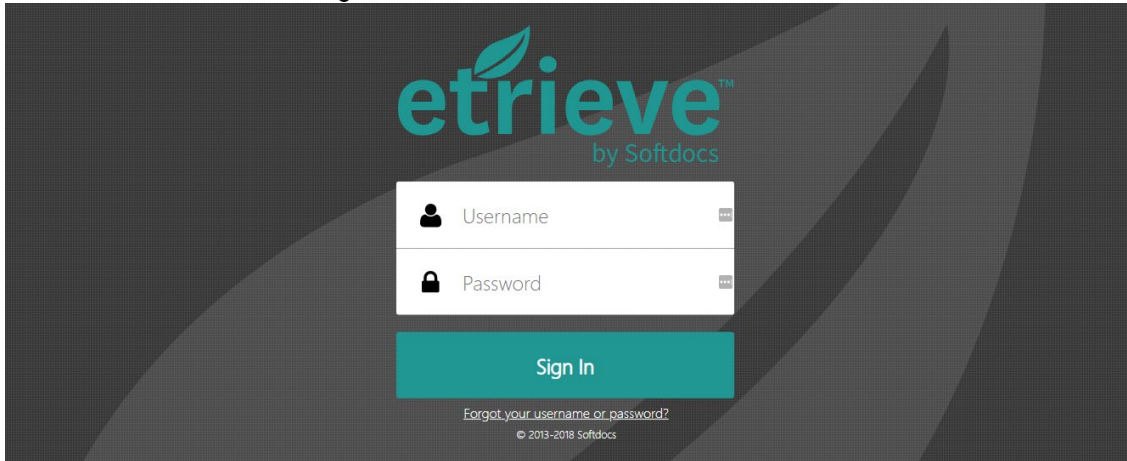 etrieve™
by Softdocs
Username
Password
Sign In
Forgot your username or password?
© 2013-2018 Softdocs